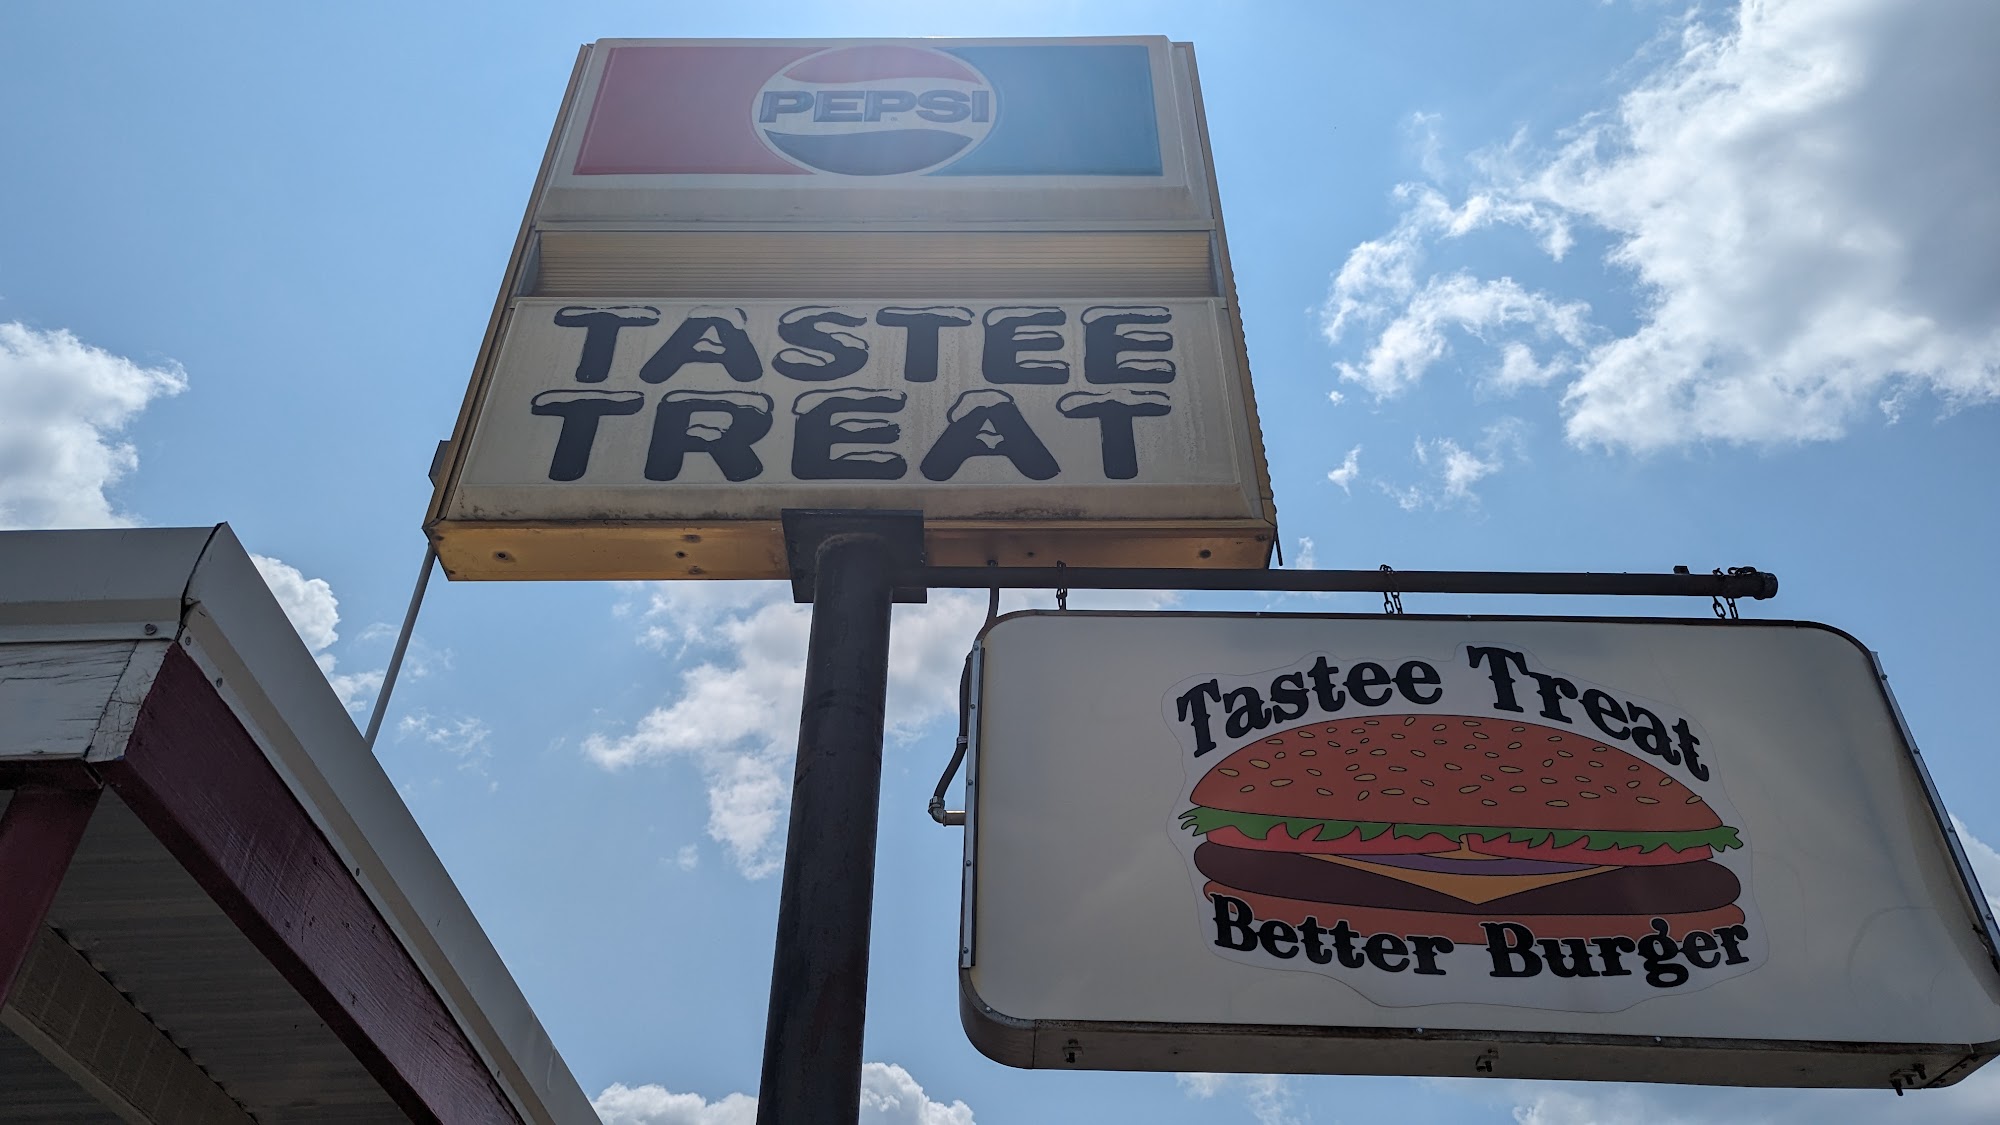 PEPSI
TASTEE
TREAT
Tastee Treat
Better Burger